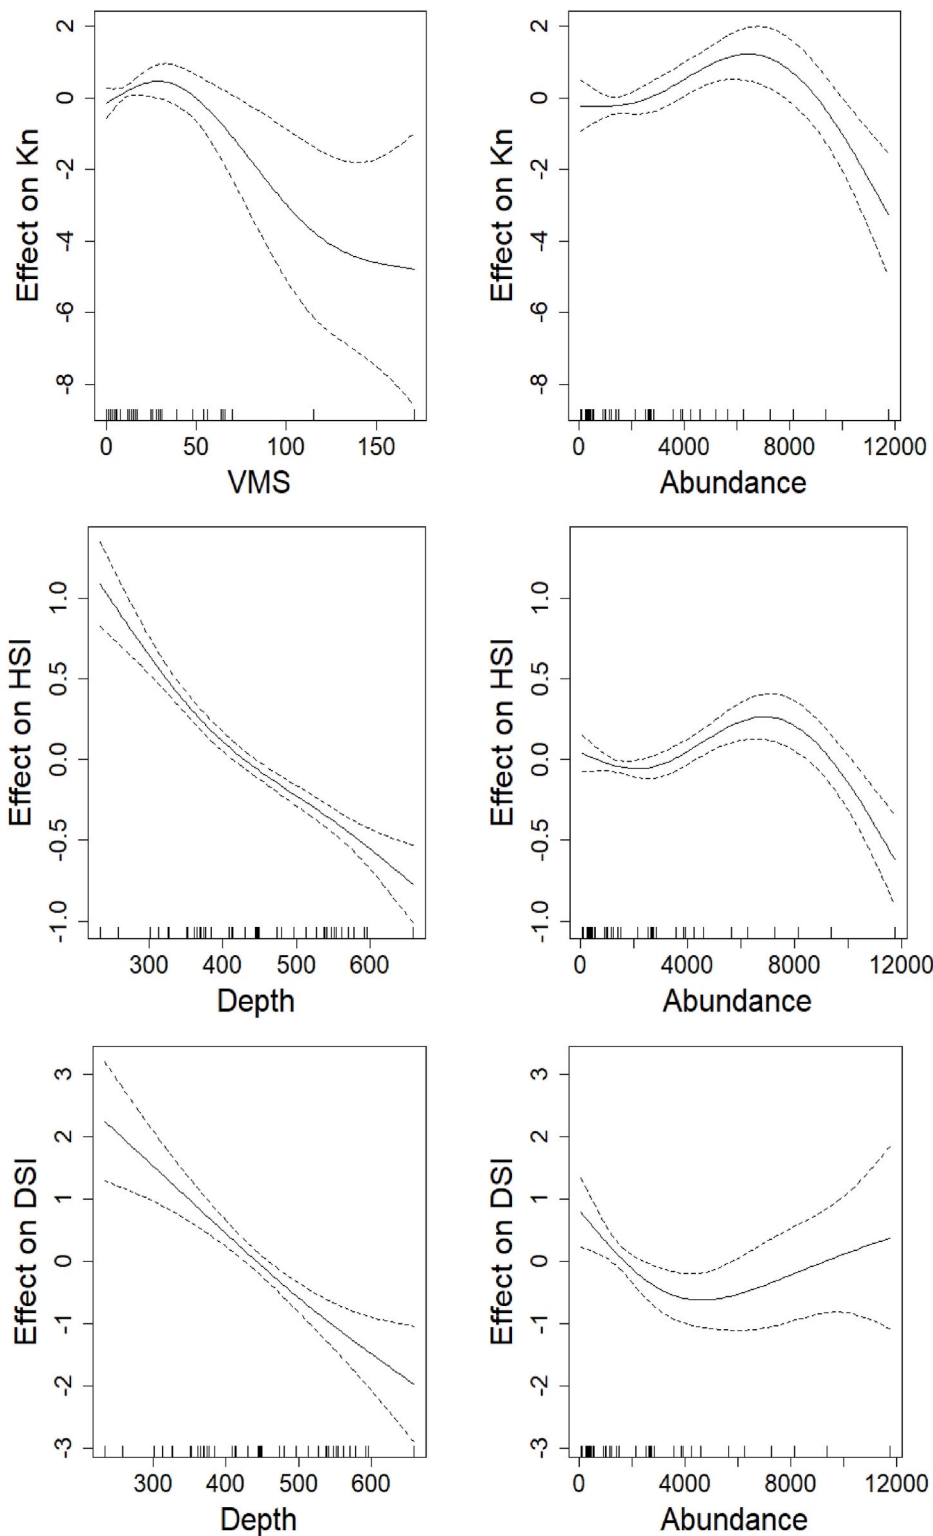 2
0
-2
-4
-6
-8
Effect on Kn
0 50 100 150
VMS
2
0
-2
-4
-6
-8
Effect on Kn
0 4000 8000 12000
Abundance
1.0
0.5
0.0
-0.5
-1.0
Effect on HSI
300 400 500 600
Depth
1.0
0.5
0.0
-0.5
-1.0
Effect on HSI
0 4000 8000 12000
Abundance
3
2
1
0
-1
-2
-3
Effect on DSI
300 400 500 600
Depth
3
2
1
0
-1
-2
-3
Effect on DSI
0 4000 8000 12000
Abundance